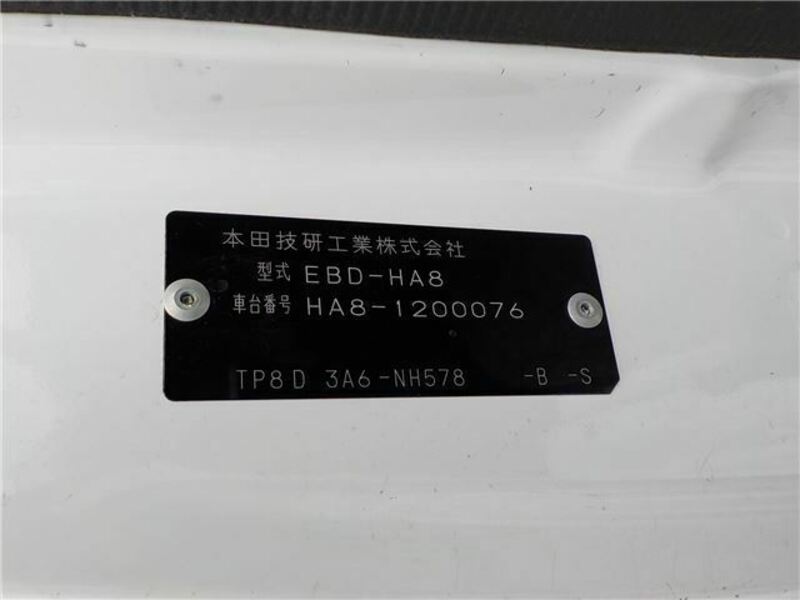 本田技研工業株式会社
型式 EBD-HA8
車台番号 HA8-1200076
TP8D 3A6-NH578 -B -S